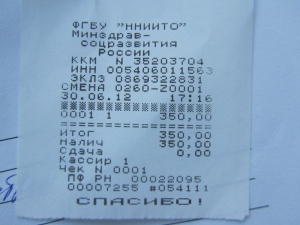 ФГБУ "ННИИТО"
Минздрав-
соцразвития
России
ККМ N 35203704
ИНН 005406011563
ЭКЛЗ 0869322831
СМЕНА 0260-Z0001
30.06.12 17:16
0001 1 350,00
ИТОГ 350,00
Налич 350,00
Сдача 0,00
Кассир 1
Чек N 0001
ПФ РН 00022095
00007255 #054111
СПАСИБО!